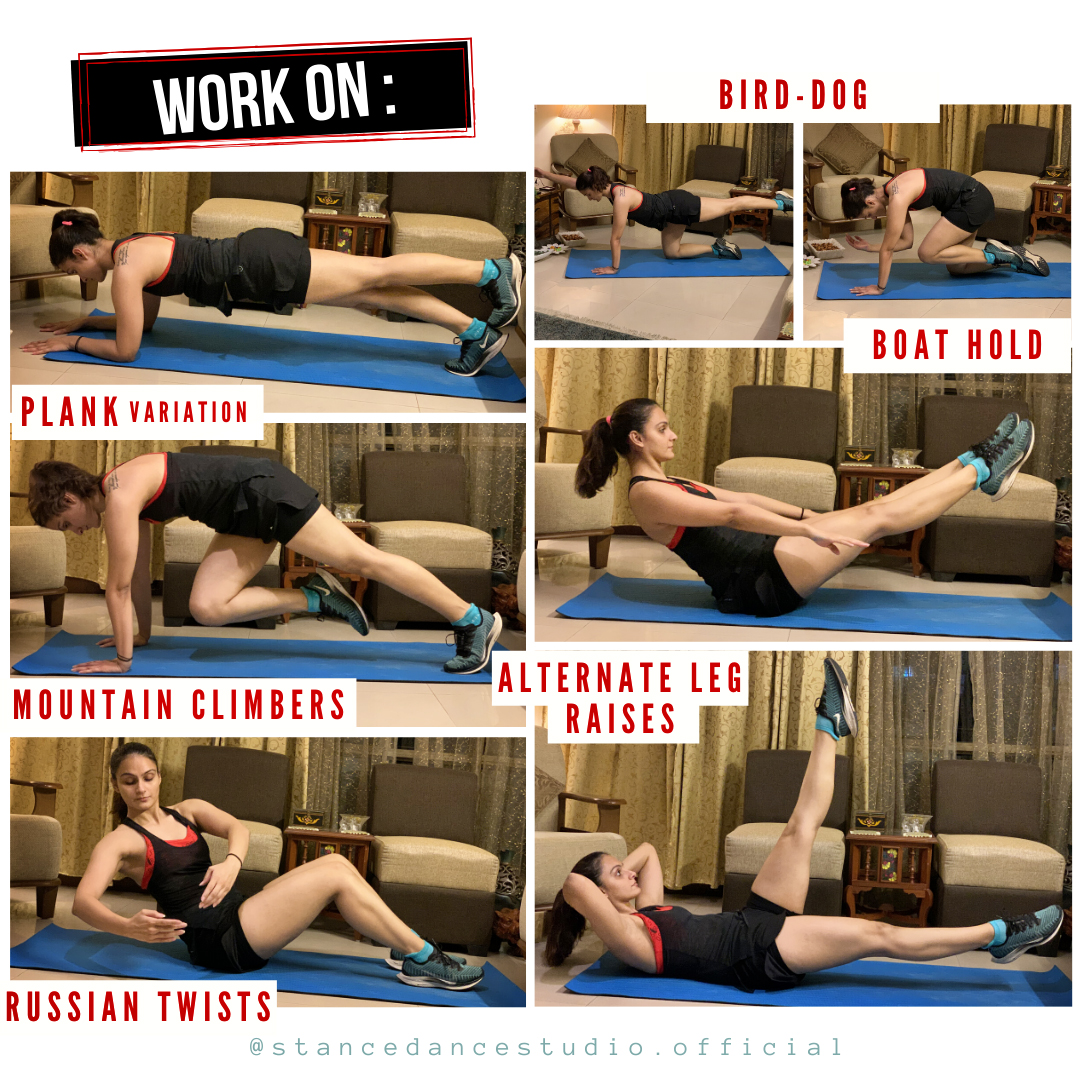 WORK ON :
BIRD-DOG
BOAT HOLD
PLANK VARIATION
MOUNTAIN CLIMBERS
ALTERNATE LEG
RAISES
RUSSIAN TWISTS
@stancedancestudio.official